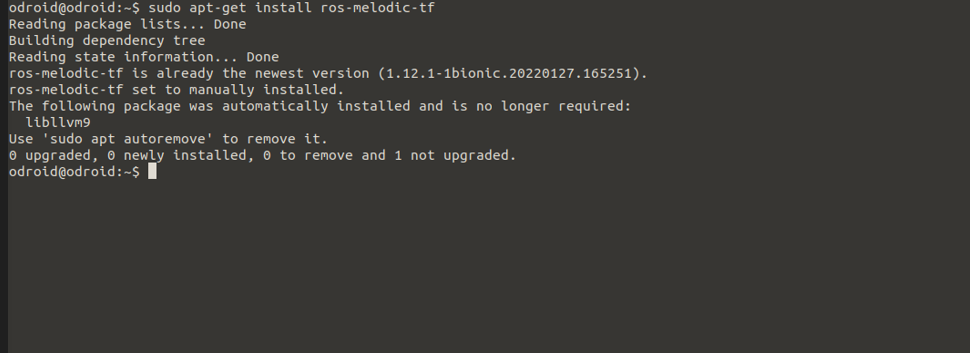 odroid@odroid:~$ sudo apt-get install ros-melodic-tf
Reading package lists... Done
Building dependency tree
Reading state information... Done
ros-melodic-tf is already the newest version (1.12.1-1bionic.20220127.165251).
ros-melodic-tf set to manually installed.
The following package was automatically installed and is no longer required:
  libllvm9
Use 'sudo apt autoremove' to remove it.
0 upgraded, 0 newly installed, 0 to remove and 1 not upgraded.
odroid@odroid:~$